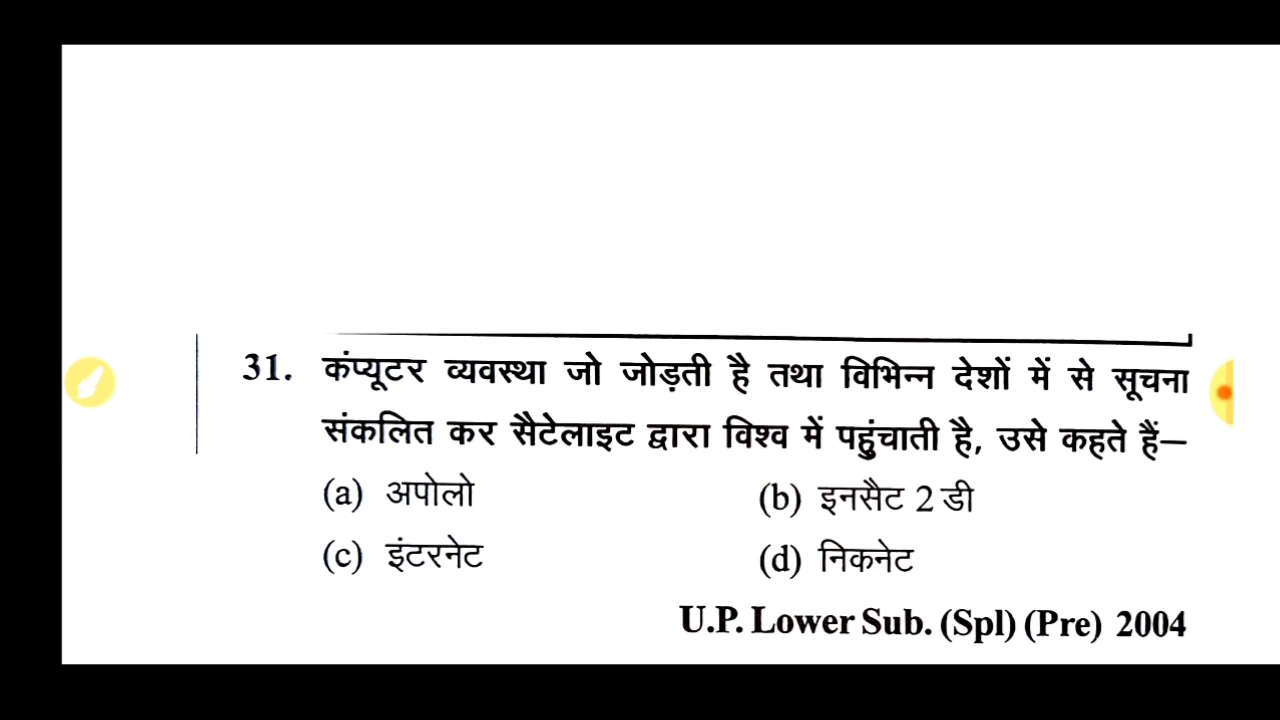 31. कंप्यूटर व्यवस्था जो जोड़ती है तथा विभिन्न देशों में से सूचना
संकलित कर सैटेलाइट द्वारा विश्व में पहुंचाती है, उसे कहते हैं—
(a) अपोलो (b) इनसैट 2 डी
(c) इंटरनेट (d) निकनेट
U.P. Lower Sub. (Spl) (Pre) 2004